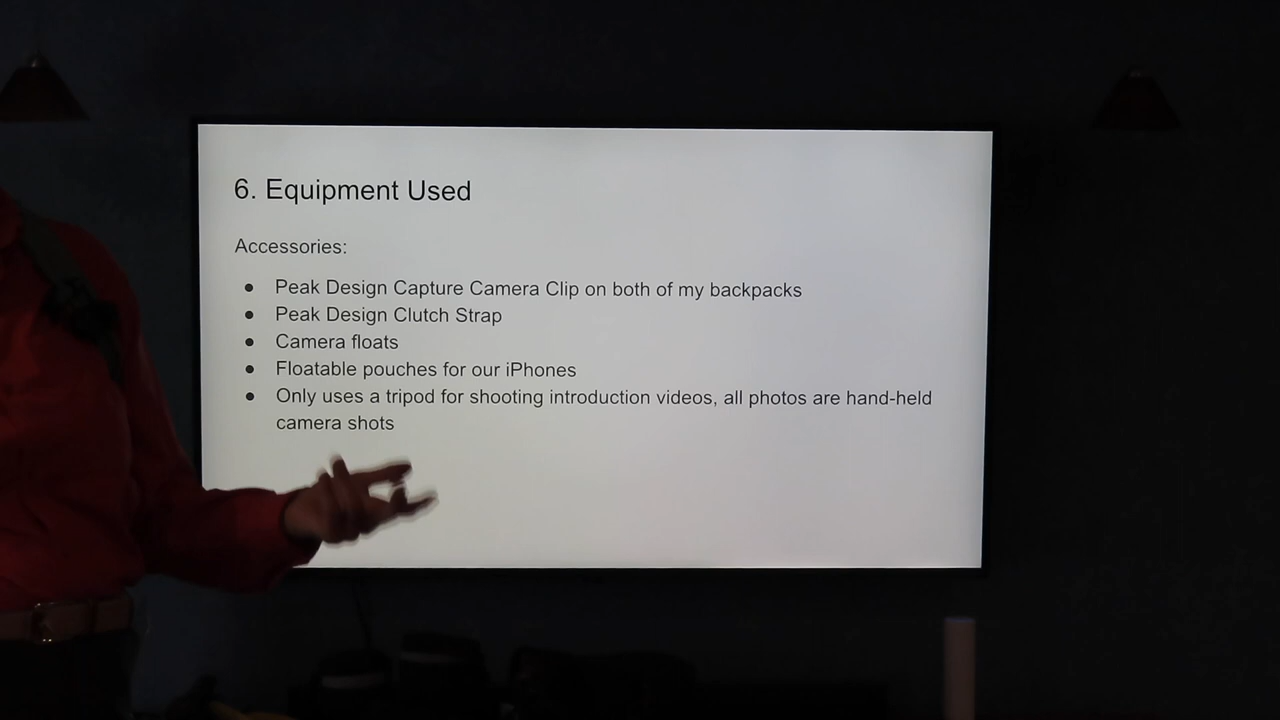 6. Equipment Used
Accessories:
● Peak Design Capture Camera Clip on both of my backpacks
● Peak Design Clutch Strap
● Camera floats
● Floatable pouches for our iPhones
● Only uses a tripod for shooting introduction videos, all photos are hand-held
camera shots